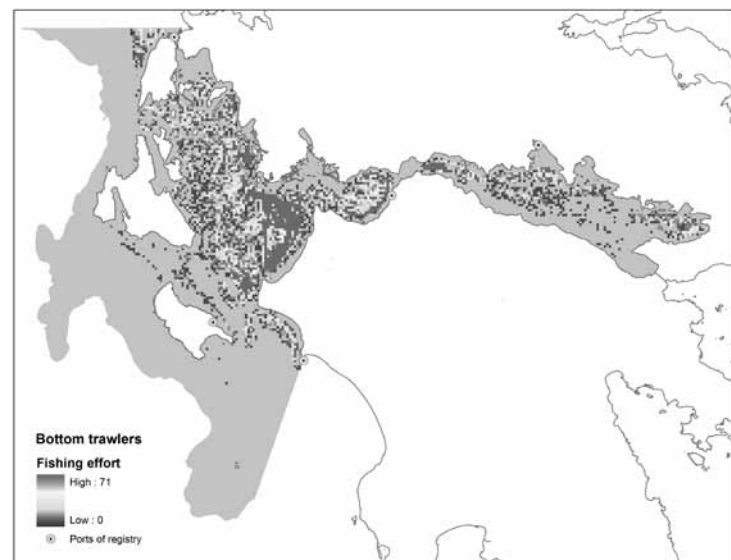 Bottom trawlers
Fishing effort
High : 71
Low : 0
Ports of registry